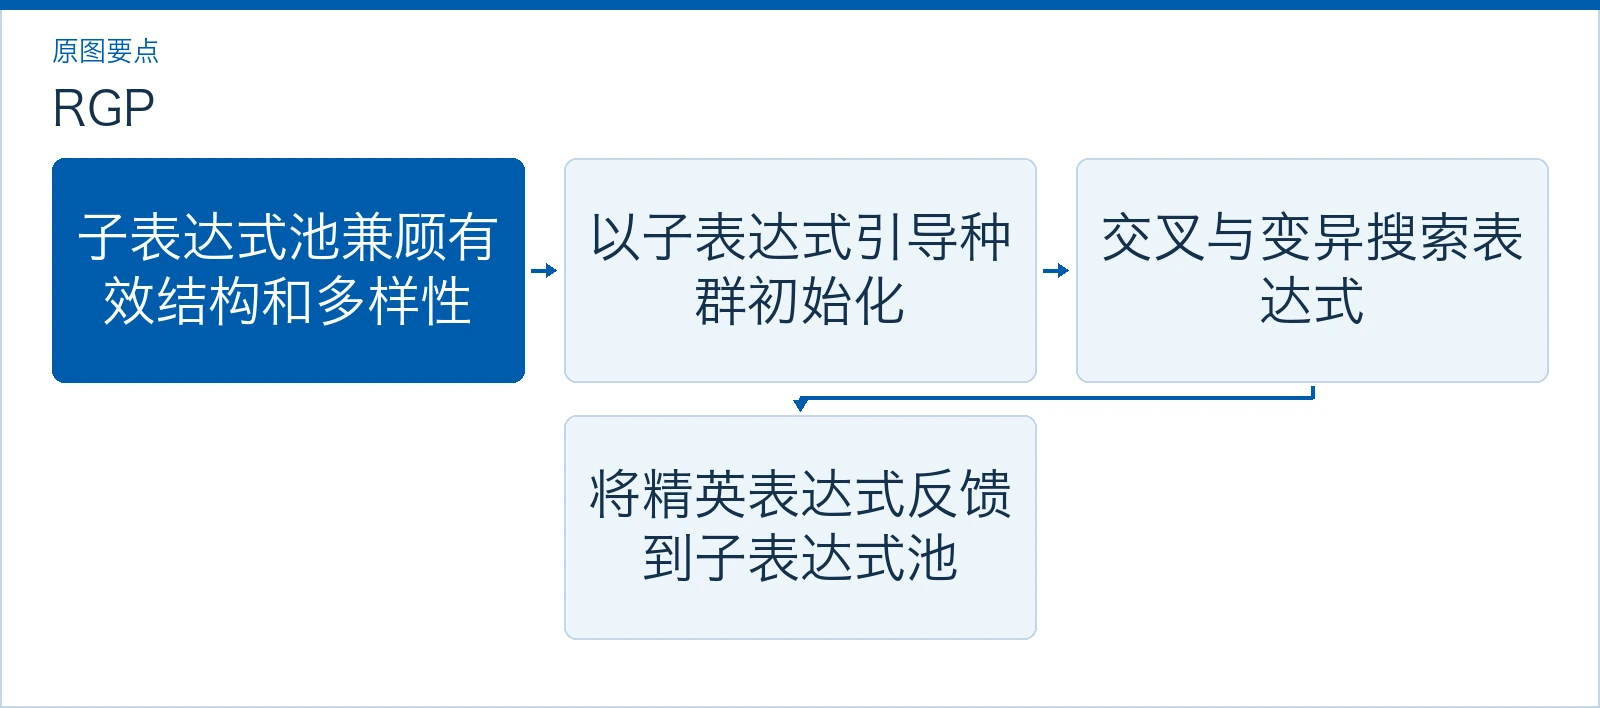 原图要点
RGP
子表达式池兼顾有
效结构和多样性
以子表达式引导种
群初始化
交叉与变异搜索表
达式
将精英表达式反馈
到子表达式池